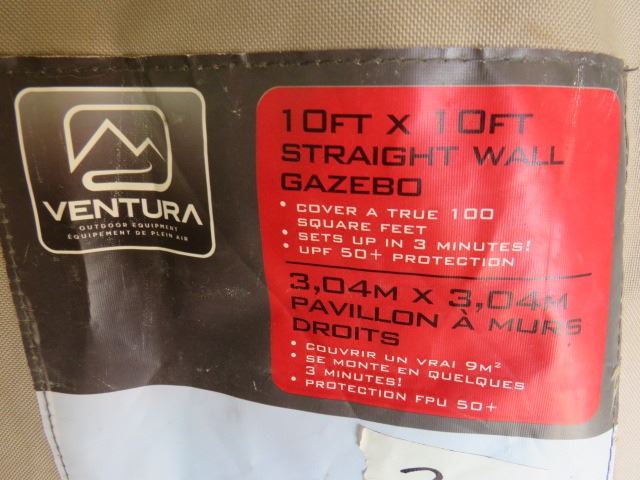 VENTURA
OUTDOOR EQUIPMENT
ÉQUIPEMENT DE PLEIN AIR
10FT X 10FT
STRAIGHT WALL
GAZEBO
• COVER A TRUE 100
SQUARE FEET
• SETS UP IN 3 MINUTES!
• UPF 50+ PROTECTION
3,04M X 3,04M
PAVILLON À MURS
DROITS
• COUVRIR UN VRAI 9M²
• SE MONTE EN QUELQUES
3 MINUTES!
• PROTECTION FPU 50+